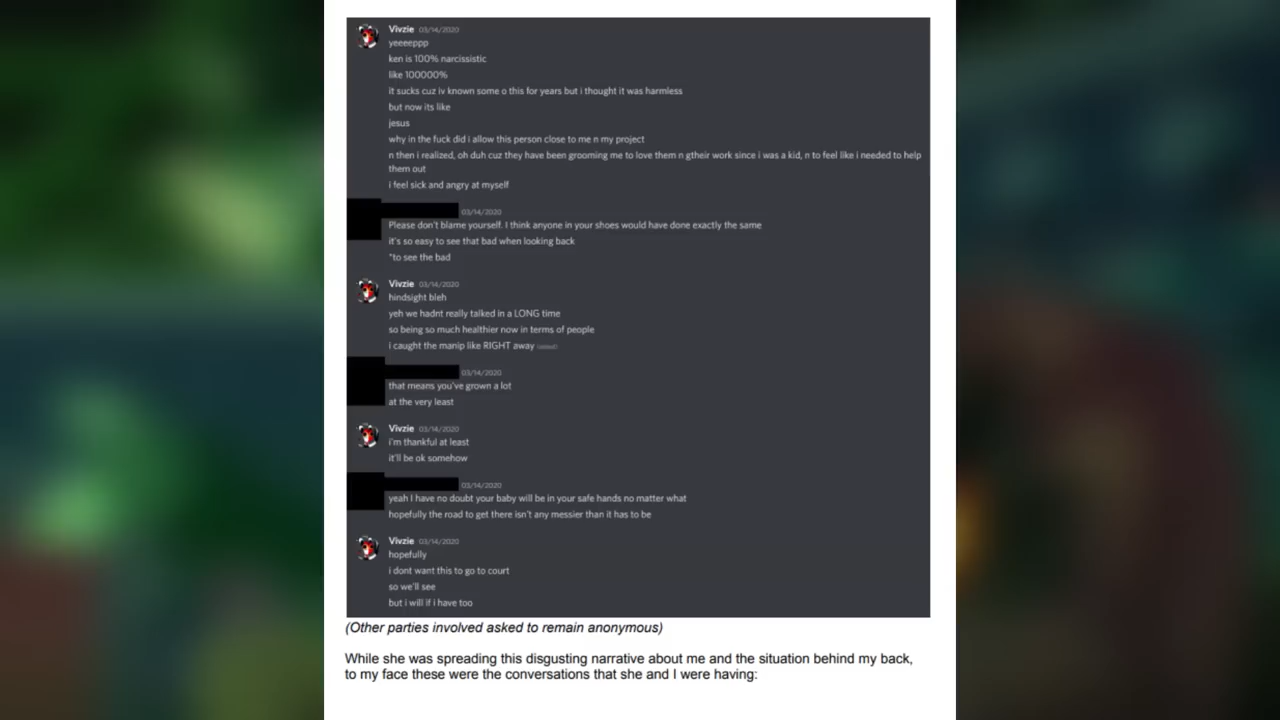 Vivzie 03/14/2020
yeeeeppp
ken is 100% narcissistic
like 100000%
it sucks cuz iv known some o this for years but i thought it was harmless
but now its like
jesus
why in the fuck did i allow this person close to me n my project
n then i realized, oh duh cuz they have been grooming me to love them n gtheir work since i was a kid, n to feel like i needed to help
them out
i feel sick and angry at myself
03/14/2020
Please don't blame yourself. I think anyone in your shoes would have done exactly the same
it's so easy to see that bad when looking back
*to see the bad
Vivzie 03/14/2020
hindsight bleh
yeh we hadnt really talked in a LONG time
so being so much healthier now in terms of people
i caught the manip like RIGHT away (edited)
03/14/2020
that means you've grown a lot
at the very least
Vivzie 03/14/2020
i'm thankful at least
it'll be ok somehow
03/14/2020
yeah I have no doubt your baby will be in your safe hands no matter what
hopefully the road to get there isn't any messier than it has to be
Vivzie 03/14/2020
hopefully
i dont want this to go to court
so we'll see
but i will if i have too
(Other parties involved asked to remain anonymous)
While she was spreading this disgusting narrative about me and the situation behind my back,
to my face these were the conversations that she and I were having: